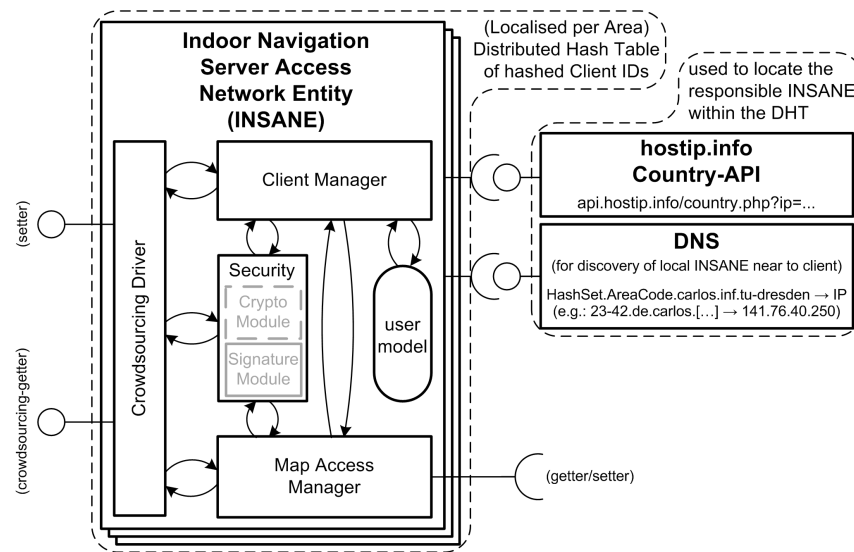 Indoor Navigation
Server Access
Network Entity
(INSANE)
(Localised per Area)
Distributed Hash Table
of hashed Client IDs
used to locate the
responsible INSANE
within the DHT
hostip.info
Country-API
api.hostip.info/country.php?ip=...
DNS
(for discovery of local INSANE near to client)
HashSet.AreaCode.carlos.inf.tu-dresden → IP
(e.g.: 23-42.de.carlos.[…] → 141.76.40.250)
(setter)
(crowdsourcing-getter)
Crowdsourcing Driver
Client Manager
Security
Crypto
Module
Signature
Module
user
model
Map Access
Manager
(getter/setter)